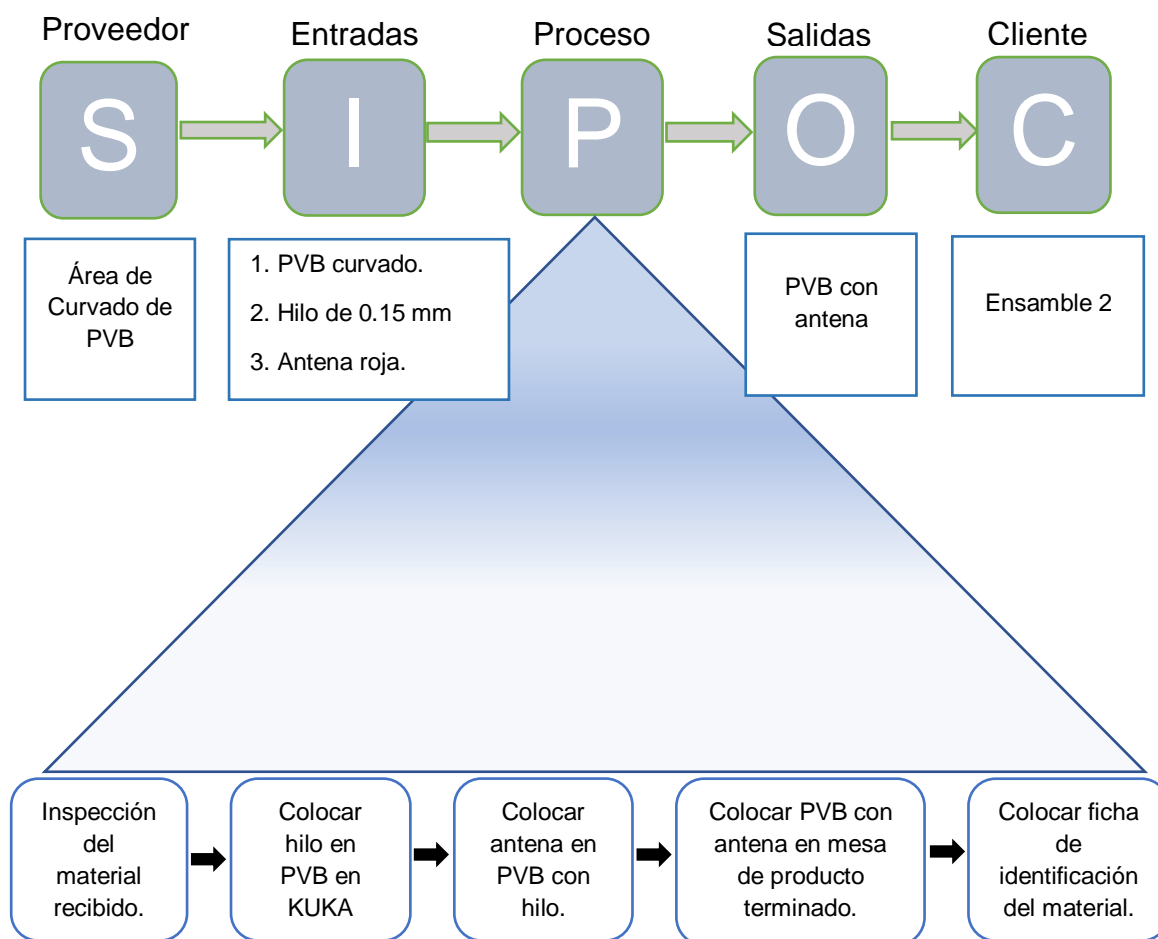 Proveedor
Entradas
Proceso
Salidas
Cliente
S
I
P
O
C
Área de
Curvado de
PVB
1. PVB curvado.
2. Hilo de 0.15 mm
3. Antena roja.
PVB con
antena
Ensamble 2
Inspección
del
material
recibido.
Colocar
hilo en
PVB en
KUKA
Colocar
antena en
PVB con
hilo.
Colocar PVB con
antena en mesa
de producto
terminado.
Colocar ficha
de
identificación
del material.